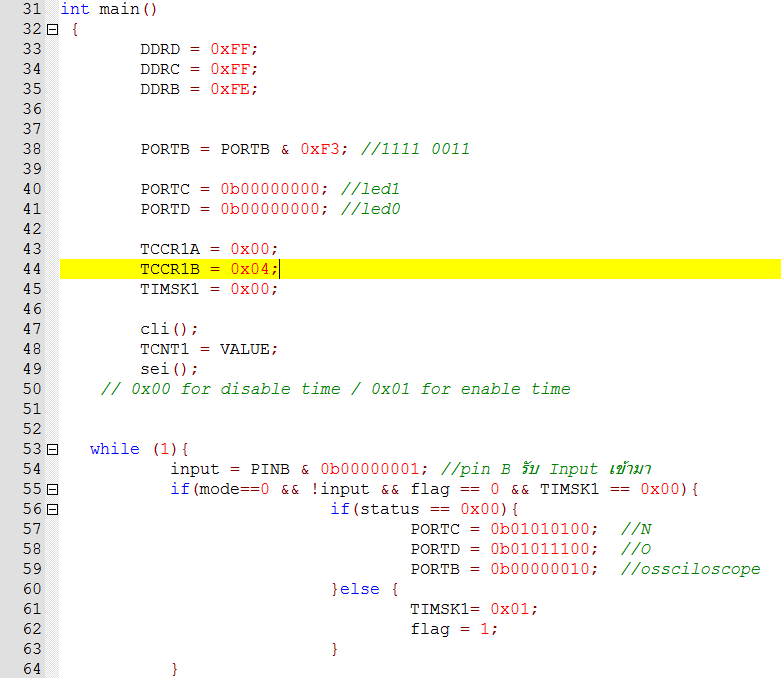 31 int main()
32 {
33 DDRD = 0xFF;
34 DDRC = 0xFF;
35 DDRB = 0xFE;
36
37
38 PORTB = PORTB & 0xF3; //1111 0011
39
40 PORTC = 0b00000000; //led1
41 PORTD = 0b00000000; //led0
42
43 TCCR1A = 0x00;
44 TCCR1B = 0x04;
45 TIMSK1 = 0x00;
46
47 cli();
48 TCNT1 = VALUE;
49 sei();
50 // 0x00 for disable time / 0x01 for enable time
51
52
53 while (1){
54 input = PINB & 0b00000001; //pin B รับ Input เข้ามา
55 if(mode==0 && !input && flag == 0 && TIMSK1 == 0x00){
56 if(status == 0x00){
57 PORTC = 0b01010100; //N
58 PORTD = 0b01011100; //O
59 PORTB = 0b00000010; //ossciloscope
60 }else {
61 TIMSK1= 0x01;
62 flag = 1;
63 }
64 }